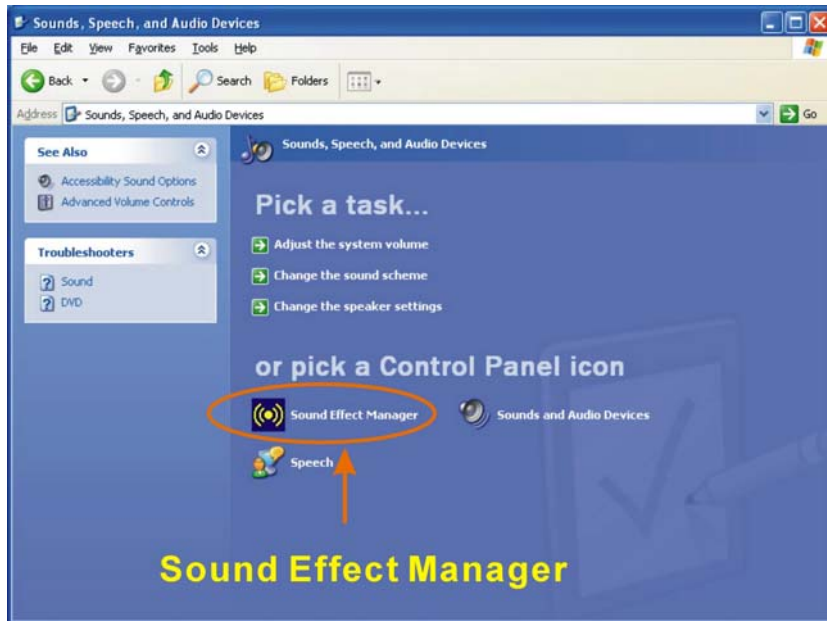 Sounds, Speech, and Audio Devices
File Edit View Favorites Tools Help
Back Search Folders
Address Sounds, Speech, and Audio Devices Go
See Also
Accessibility Sound Options
Advanced Volume Controls
Troubleshooters
Sound
DVD
Sounds, Speech, and Audio Devices
Pick a task...
Adjust the system volume
Change the sound scheme
Change the speaker settings
or pick a Control Panel icon
Sound Effect Manager Sounds and Audio Devices
Speech
Sound Effect Manager